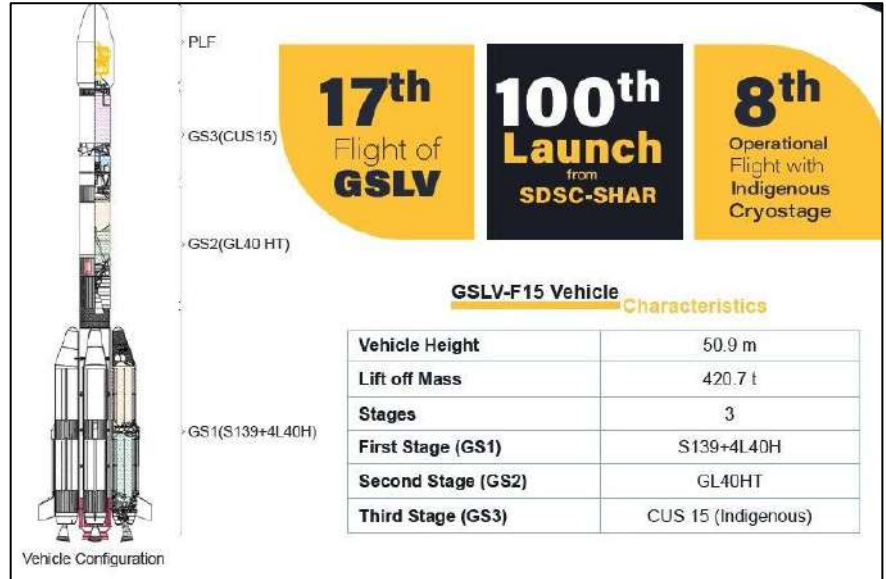 PLF
GS3(CUS15)
GS2(GL40 HT)
GS1(S139+4L40H)
Vehicle Configuration
17th
Flight of
GSLV
100th
Launch
from
SDSC-SHAR
8th
Operational
Flight with
Indigenous
Cryostage
GSLV-F15 Vehicle
Characteristics
Vehicle Height 50.9 m
Lift off Mass 420.7 t
Stages 3
First Stage (GS1) S139+4L40H
Second Stage (GS2) GL40HT
Third Stage (GS3) CUS 15 (Indigenous)